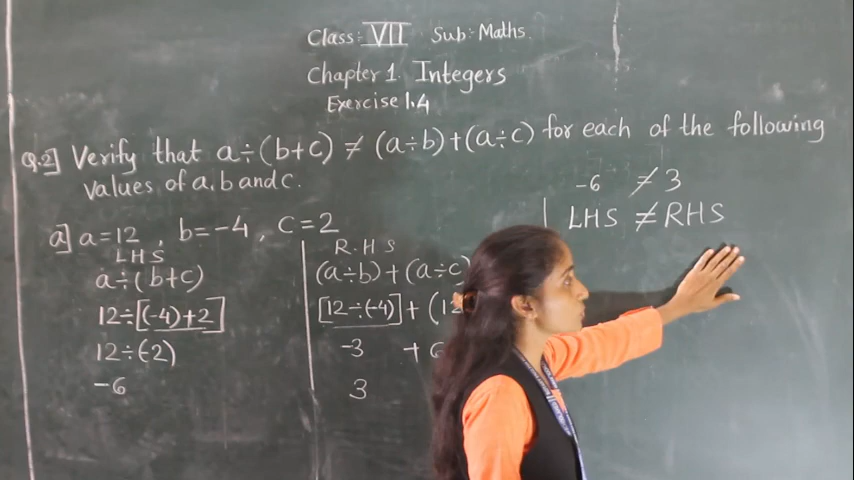 Class:- VII Sub:- Maths.
Chapter 1. Integers
Exercise 1.4
Q.2] Verify that a÷(b+c) ≠ (a÷b)+(a÷c) for each of the following
values of a, b and c.
a] a=12, b=-4, c=2
LHS
a÷(b+c)
12÷[(-4)+2]
12÷(-2)
-6
R.H S
(a÷b)+(a÷c)
[12÷(-4)] + (12
-3 + 6
3
-6 ≠ 3
LHS ≠ RHS